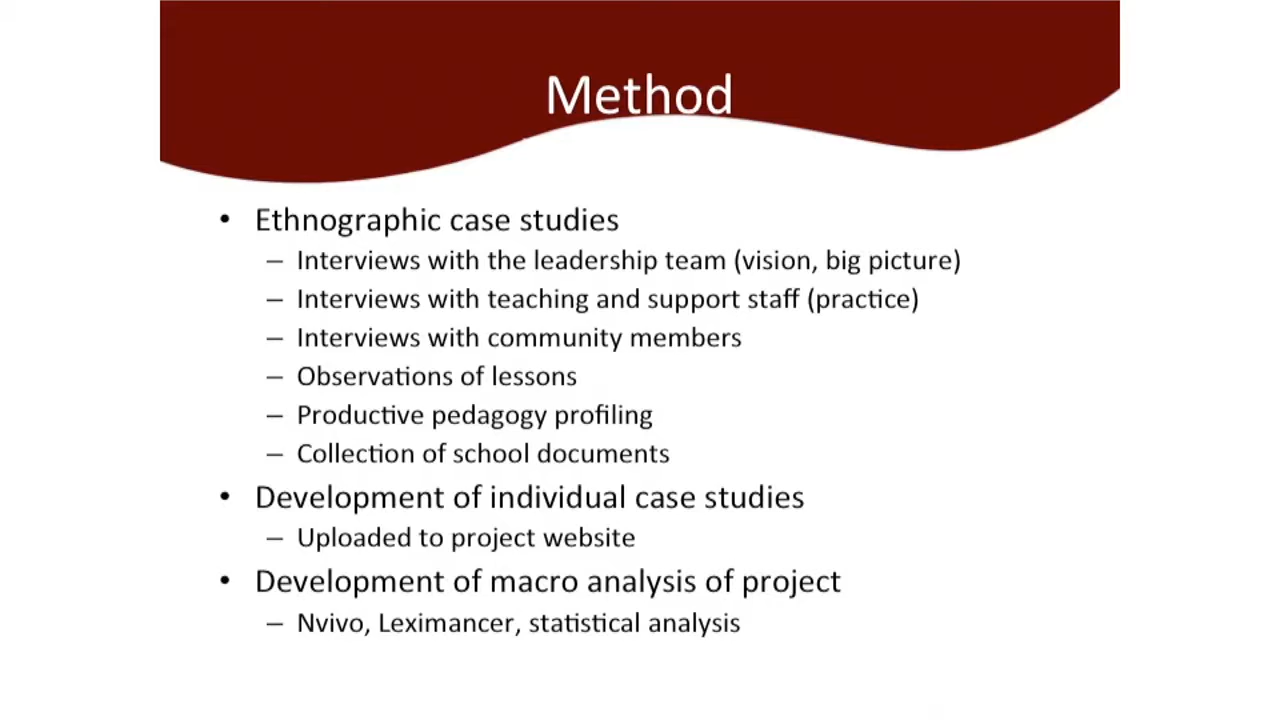 Method
• Ethnographic case studies
– Interviews with the leadership team (vision, big picture)
– Interviews with teaching and support staff (practice)
– Interviews with community members
– Observations of lessons
– Productive pedagogy profiling
– Collection of school documents
• Development of individual case studies
– Uploaded to project website
• Development of macro analysis of project
– Nvivo, Leximancer, statistical analysis